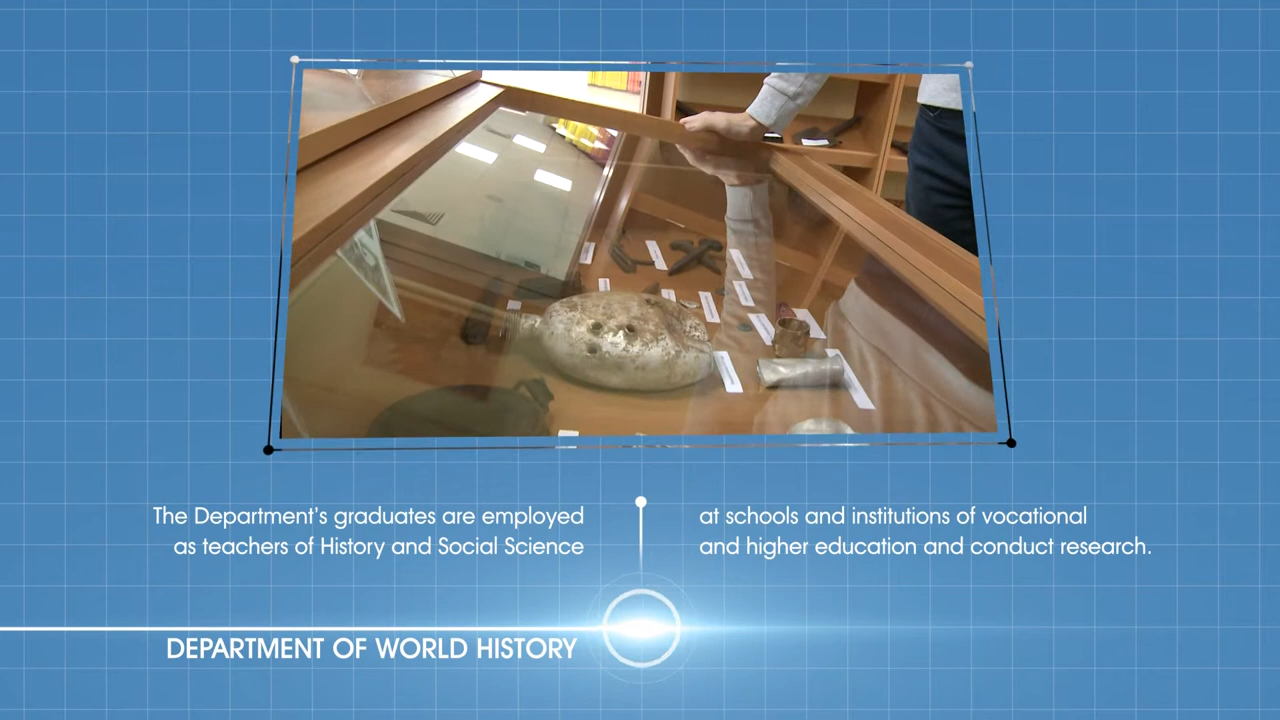 The Department's graduates are employed
as teachers of History and Social Science
at schools and institutions of vocational
and higher education and conduct research.
DEPARTMENT OF WORLD HISTORY